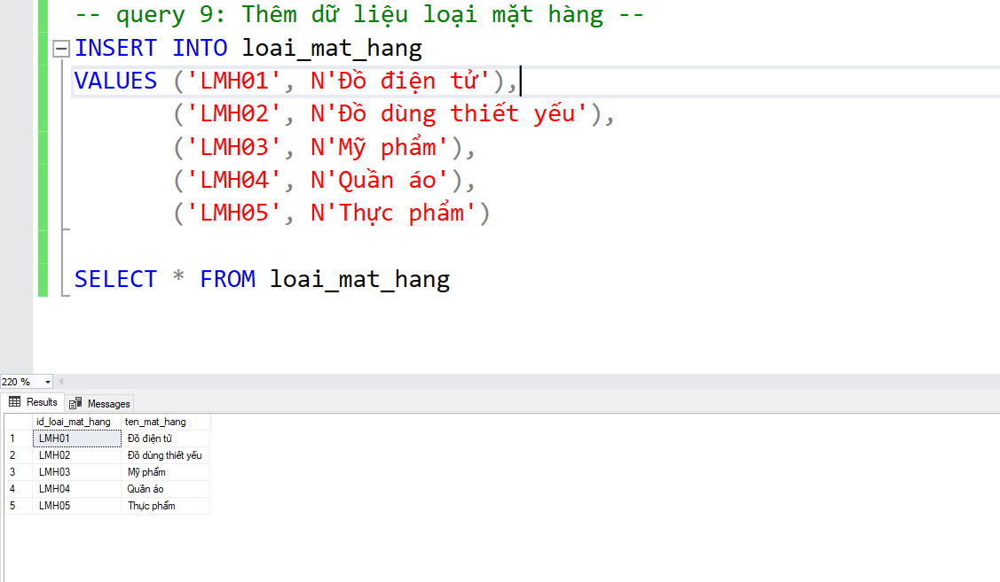 -- query 9: Thêm dữ liệu loại mặt hàng --
INSERT INTO loai_mat_hang
VALUES ('LMH01', N'Đồ điện tử'),
('LMH02', N'Đồ dùng thiết yếu'),
('LMH03', N'Mỹ phẩm'),
('LMH04', N'Quần áo'),
('LMH05', N'Thực phẩm')
SELECT * FROM loai_mat_hang
220 %
Results Messages
id_loai_mat_hang ten_mat_hang
1 LMH01 Đồ điện tử
2 LMH02 Đồ dùng thiết yếu
3 LMH03 Mỹ phẩm
4 LMH04 Quần áo
5 LMH05 Thực phẩm